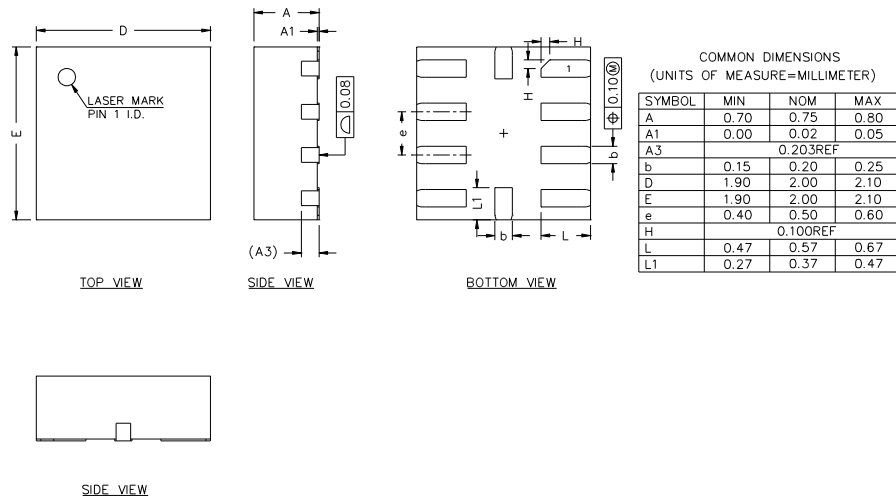 D
E
LASER MARK
PIN 1 I.D.
TOP VIEW
A
A1
0.08
(A3)
SIDE VIEW
H
H
1
e
b
0.10 Ⓜ
L1
b
L
BOTTOM VIEW
COMMON DIMENSIONS
(UNITS OF MEASURE=MILLIMETER)
SYMBOL MIN NOM MAX
A 0.70 0.75 0.80
A1 0.00 0.02 0.05
A3 0.203REF
b 0.15 0.20 0.25
D 1.90 2.00 2.10
E 1.90 2.00 2.10
e 0.40 0.50 0.60
H 0.100REF
L 0.47 0.57 0.67
L1 0.27 0.37 0.47
SIDE VIEW